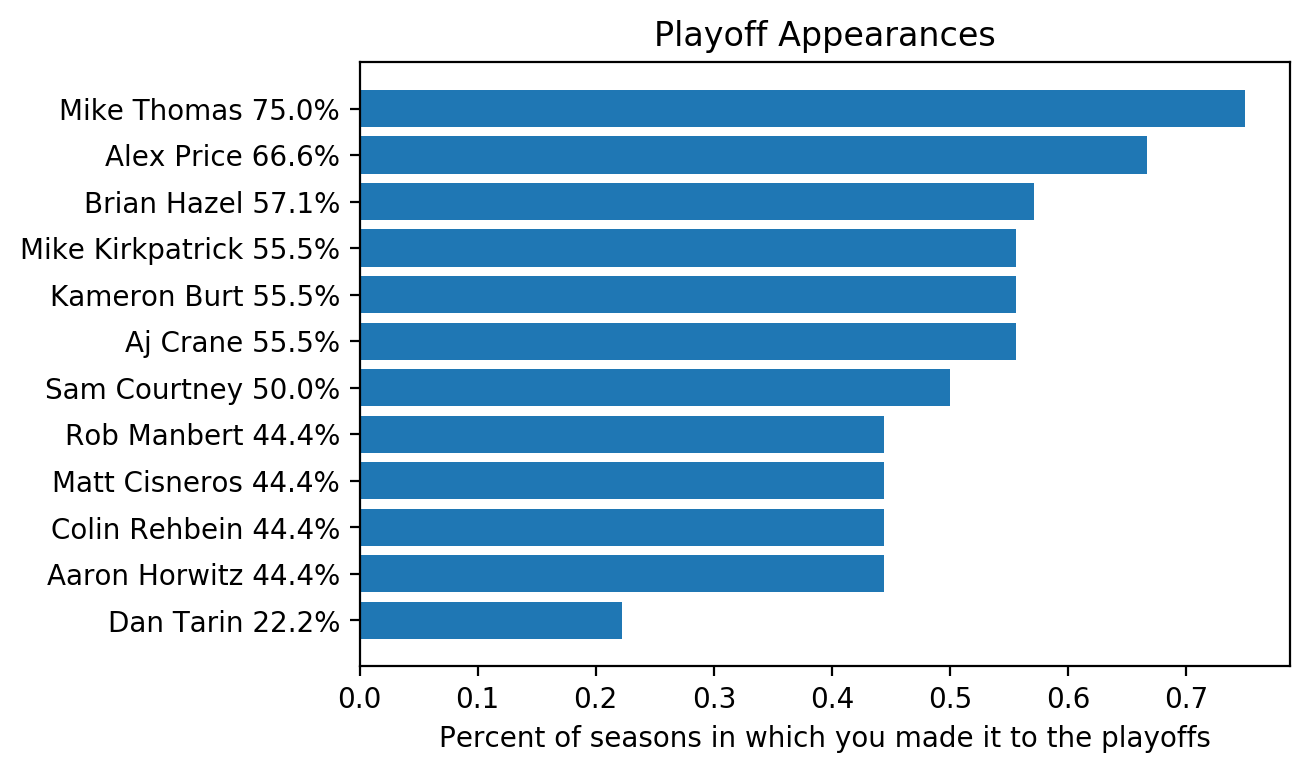 Playoff Appearances
Mike Thomas 75.0%
Alex Price 66.6%
Brian Hazel 57.1%
Mike Kirkpatrick 55.5%
Kameron Burt 55.5%
Aj Crane 55.5%
Sam Courtney 50.0%
Rob Manbert 44.4%
Matt Cisneros 44.4%
Colin Rehbein 44.4%
Aaron Horwitz 44.4%
Dan Tarin 22.2%
0.0 0.1 0.2 0.3 0.4 0.5 0.6 0.7
Percent of seasons in which you made it to the playoffs